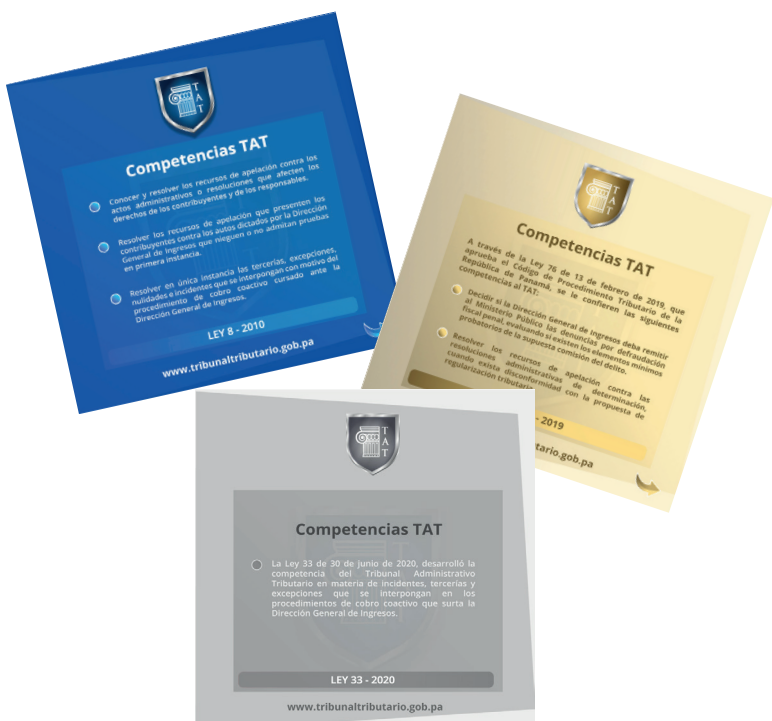 TAT
Competencias TAT
Conocer y resolver los recursos de apelación contra los
actos administrativos o resoluciones que afecten los
derechos de los contribuyentes y de los responsables.
Resolver los recursos de apelación que presenten los
contribuyentes contra los autos dictados por la Dirección
General de Ingresos que nieguen o no admitan pruebas
en primera instancia.
Resolver en única instancia las tercerías, excepciones,
nulidades e incidentes que se interpongan con motivo del
procedimiento de cobro coactivo cursado ante la
Dirección General de Ingresos.
LEY 8 - 2010
www.tribunaltributario.gob.pa
TAT
Competencias TAT
A través de la Ley 76 de 13 de febrero de 2019, que
aprueba el Código de Procedimiento Tributario de la
República de Panamá, se le confieren las siguientes
competencias al TAT:
Decidir si la Dirección General de Ingresos deba remitir
al Ministerio Público las denuncias por defraudación
fiscal penal, evaluando si existen los elementos mínimos
probatorios de la supuesta comisión del delito.
Resolver los recursos de apelación contra las
resoluciones administrativas de determinación,
cuando exista disconformidad con la propuesta de
regularización tributaria
- 2019
tario.gob.pa
TAT
Competencias TAT
La Ley 33 de 30 de junio de 2020, desarrolló la
competencia del Tribunal Administrativo
Tributario en materia de incidentes, tercerías y
excepciones que se interpongan en los
procedimientos de cobro coactivo que surta la
Dirección General de Ingresos.
LEY 33 - 2020
www.tribunaltributario.gob.pa